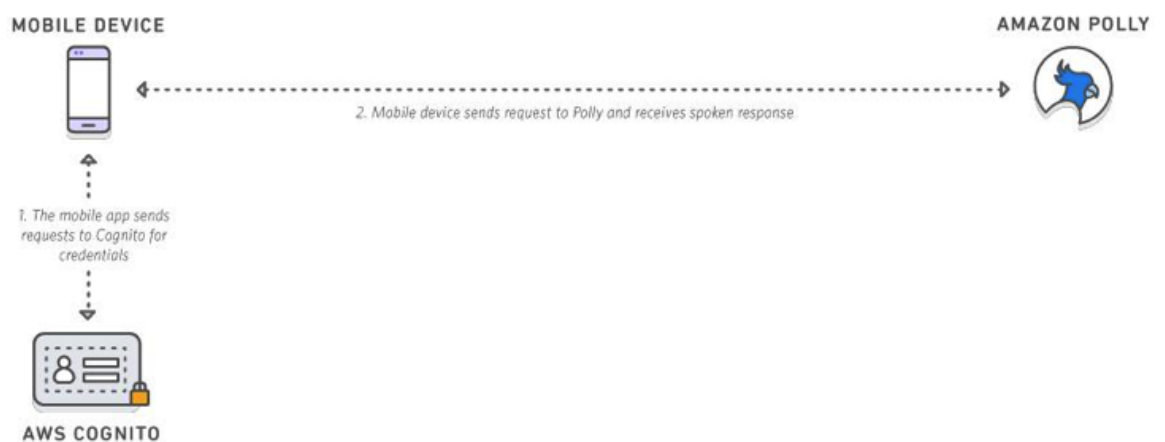 MOBILE DEVICE
AMAZON POLLY
2. Mobile device sends request to Polly and receives spoken response
1. The mobile app sends
requests to Cognito for
credentials
AWS COGNITO